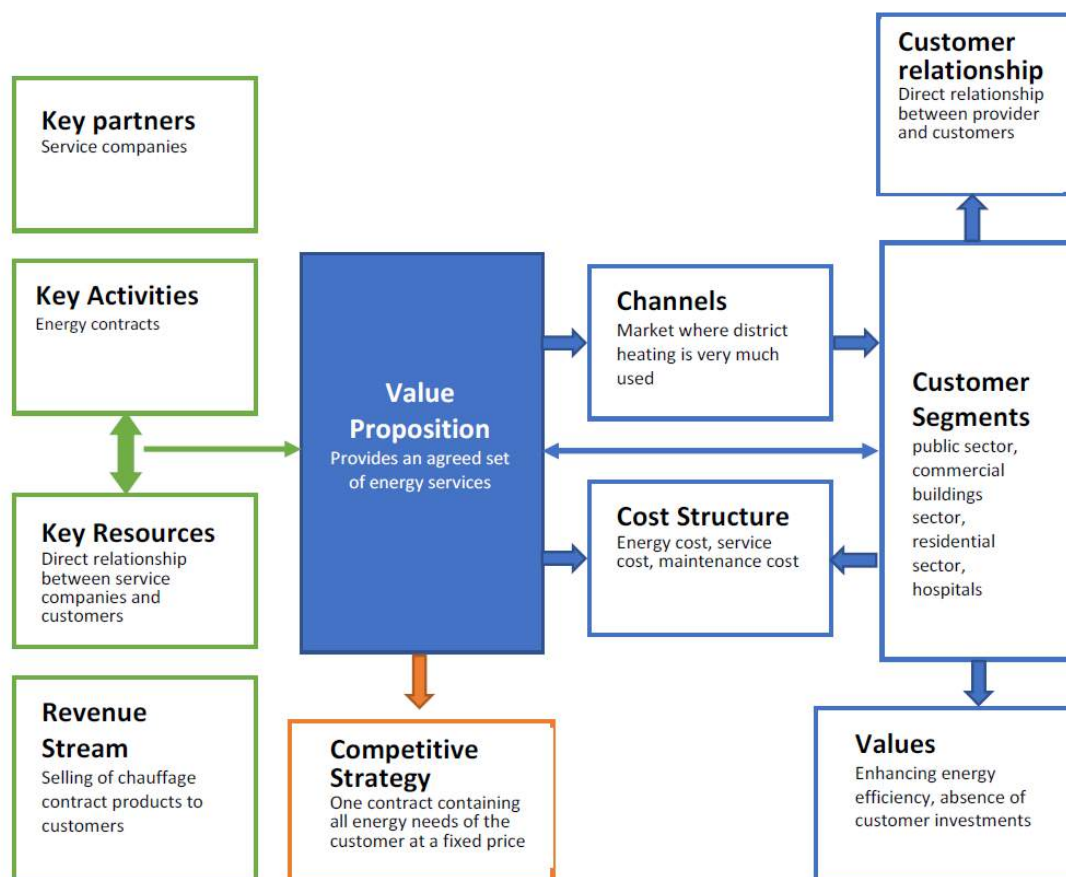 Key partners
Service companies
Key Activities
Energy contracts
Key Resources
Direct relationship
between service
companies and
customers
Revenue
Stream
Selling of chauffage
contract products to
customers
Value
Proposition
Provides an agreed set
of energy services
Competitive
Strategy
One contract containing
all energy needs of the
customer at a fixed price
Channels
Market where district
heating is very much
used
Cost Structure
Energy cost, service
cost, maintenance cost
Customer
relationship
Direct relationship
between provider
and customers
Customer
Segments
public sector,
commercial
buildings
sector,
residential
sector,
hospitals
Values
Enhancing energy
efficiency, absence of
customer investments